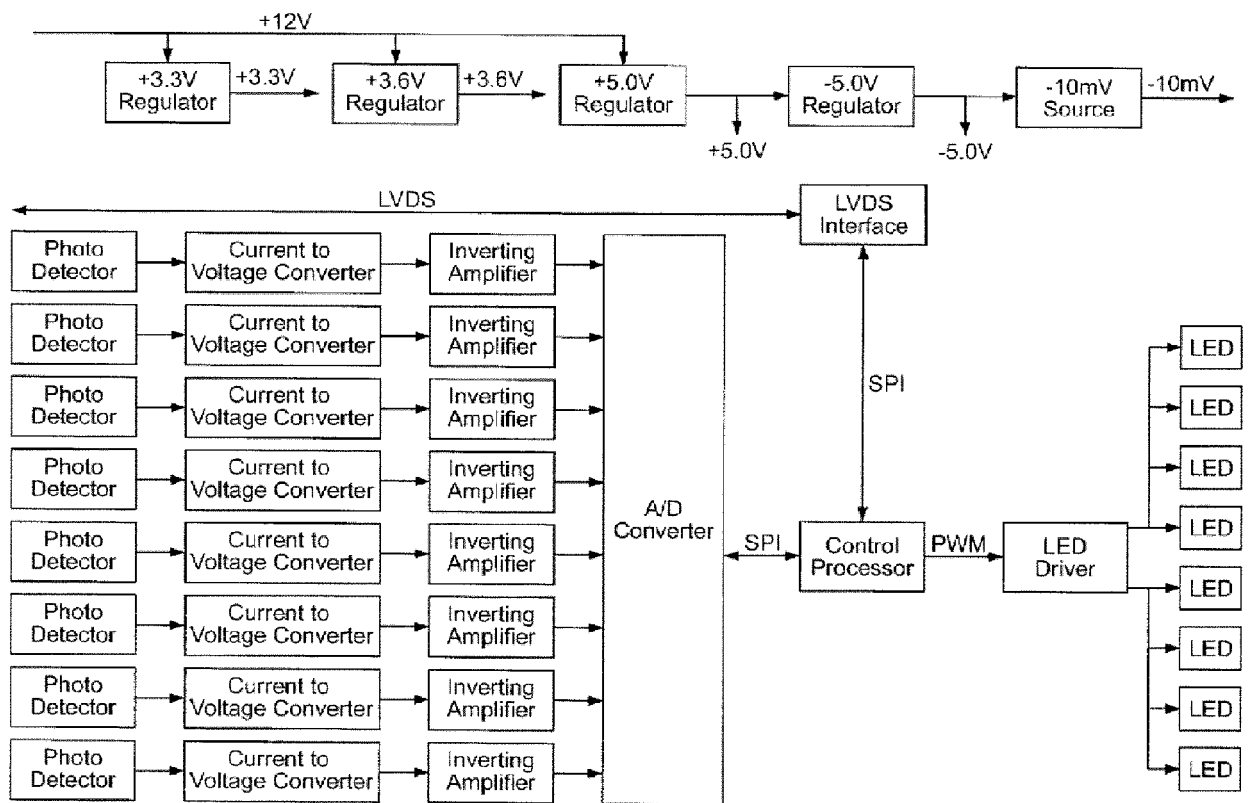 +12V
+3.3V
Regulator
+3.3V
+3.6V
Regulator
+3.6V
+5.0V
Regulator
+5.0V
-5.0V
Regulator
-5.0V
-10mV
Source
-10mV
LVDS
LVDS
Interface
Photo
Detector
Current to
Voltage Converter
Inverting
Amplifier
Photo
Detector
Current to
Voltage Converter
Inverting
Amplifier
Photo
Detector
Current to
Voltage Converter
Inverting
Amplifier
Photo
Detector
Current to
Voltage Converter
Inverting
Amplifier
Photo
Detector
Current to
Voltage Converter
Inverting
Amplifier
Photo
Detector
Current to
Voltage Converter
Inverting
Amplifier
Photo
Detector
Current to
Voltage Converter
Inverting
Amplifier
Photo
Detector
Current to
Voltage Converter
Inverting
Amplifier
A/D
Converter
SPI
SPI
Control
Processor
PWM
LED
Driver
LED
LED
LED
LED
LED
LED
LED
LED